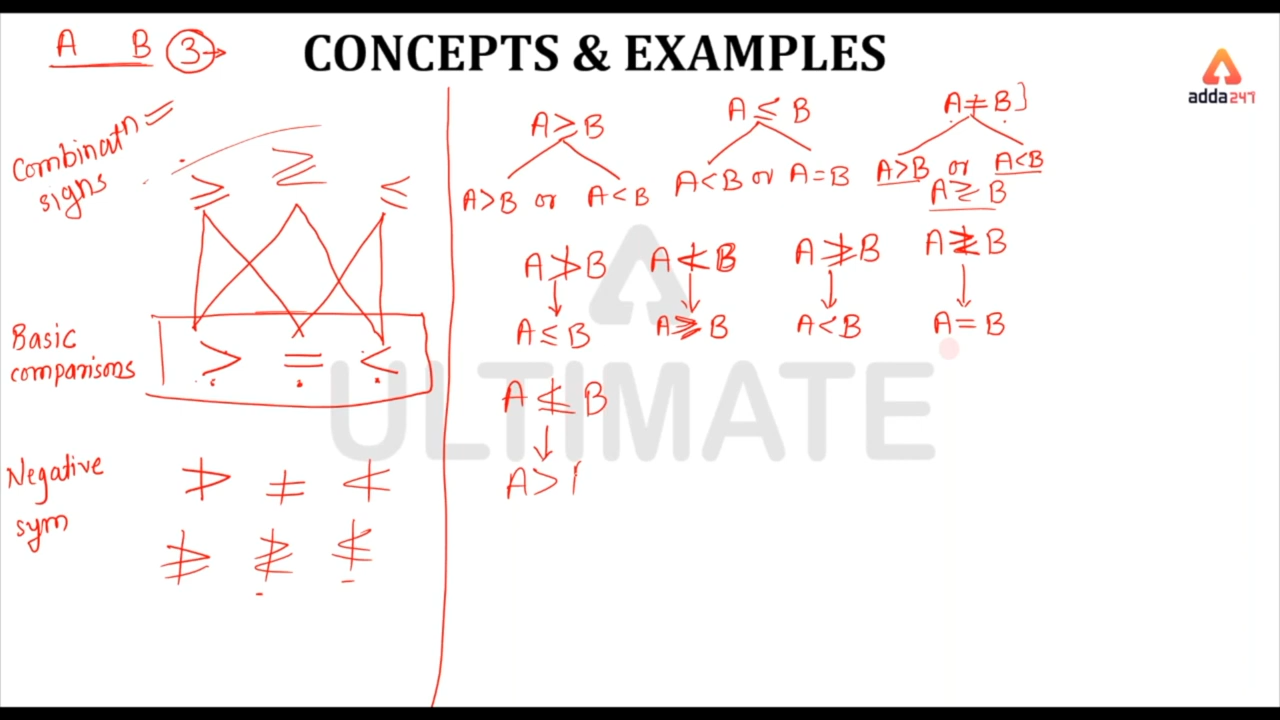 A B 3→
CONCEPTS & EXAMPLES
adda247
Combinatⁿ =
signs
≥ ≷ ≤
Basic
comparisons
> = <
Negative
sym
≯ ≠ ≮
≱ ≹ ≰
A ≥ B
A > B or A < B
A ≤ B
A < B or A = B
A ≠ B}
A > B or A < B
A ≷ B
A ≯ B A ≮ B A ≱ B A ≹ B
↓ ↓ ↓ ↓
A ≤ B A ≥ B A < B A = B
A ≰ B
↓
A >
ULTIMATE